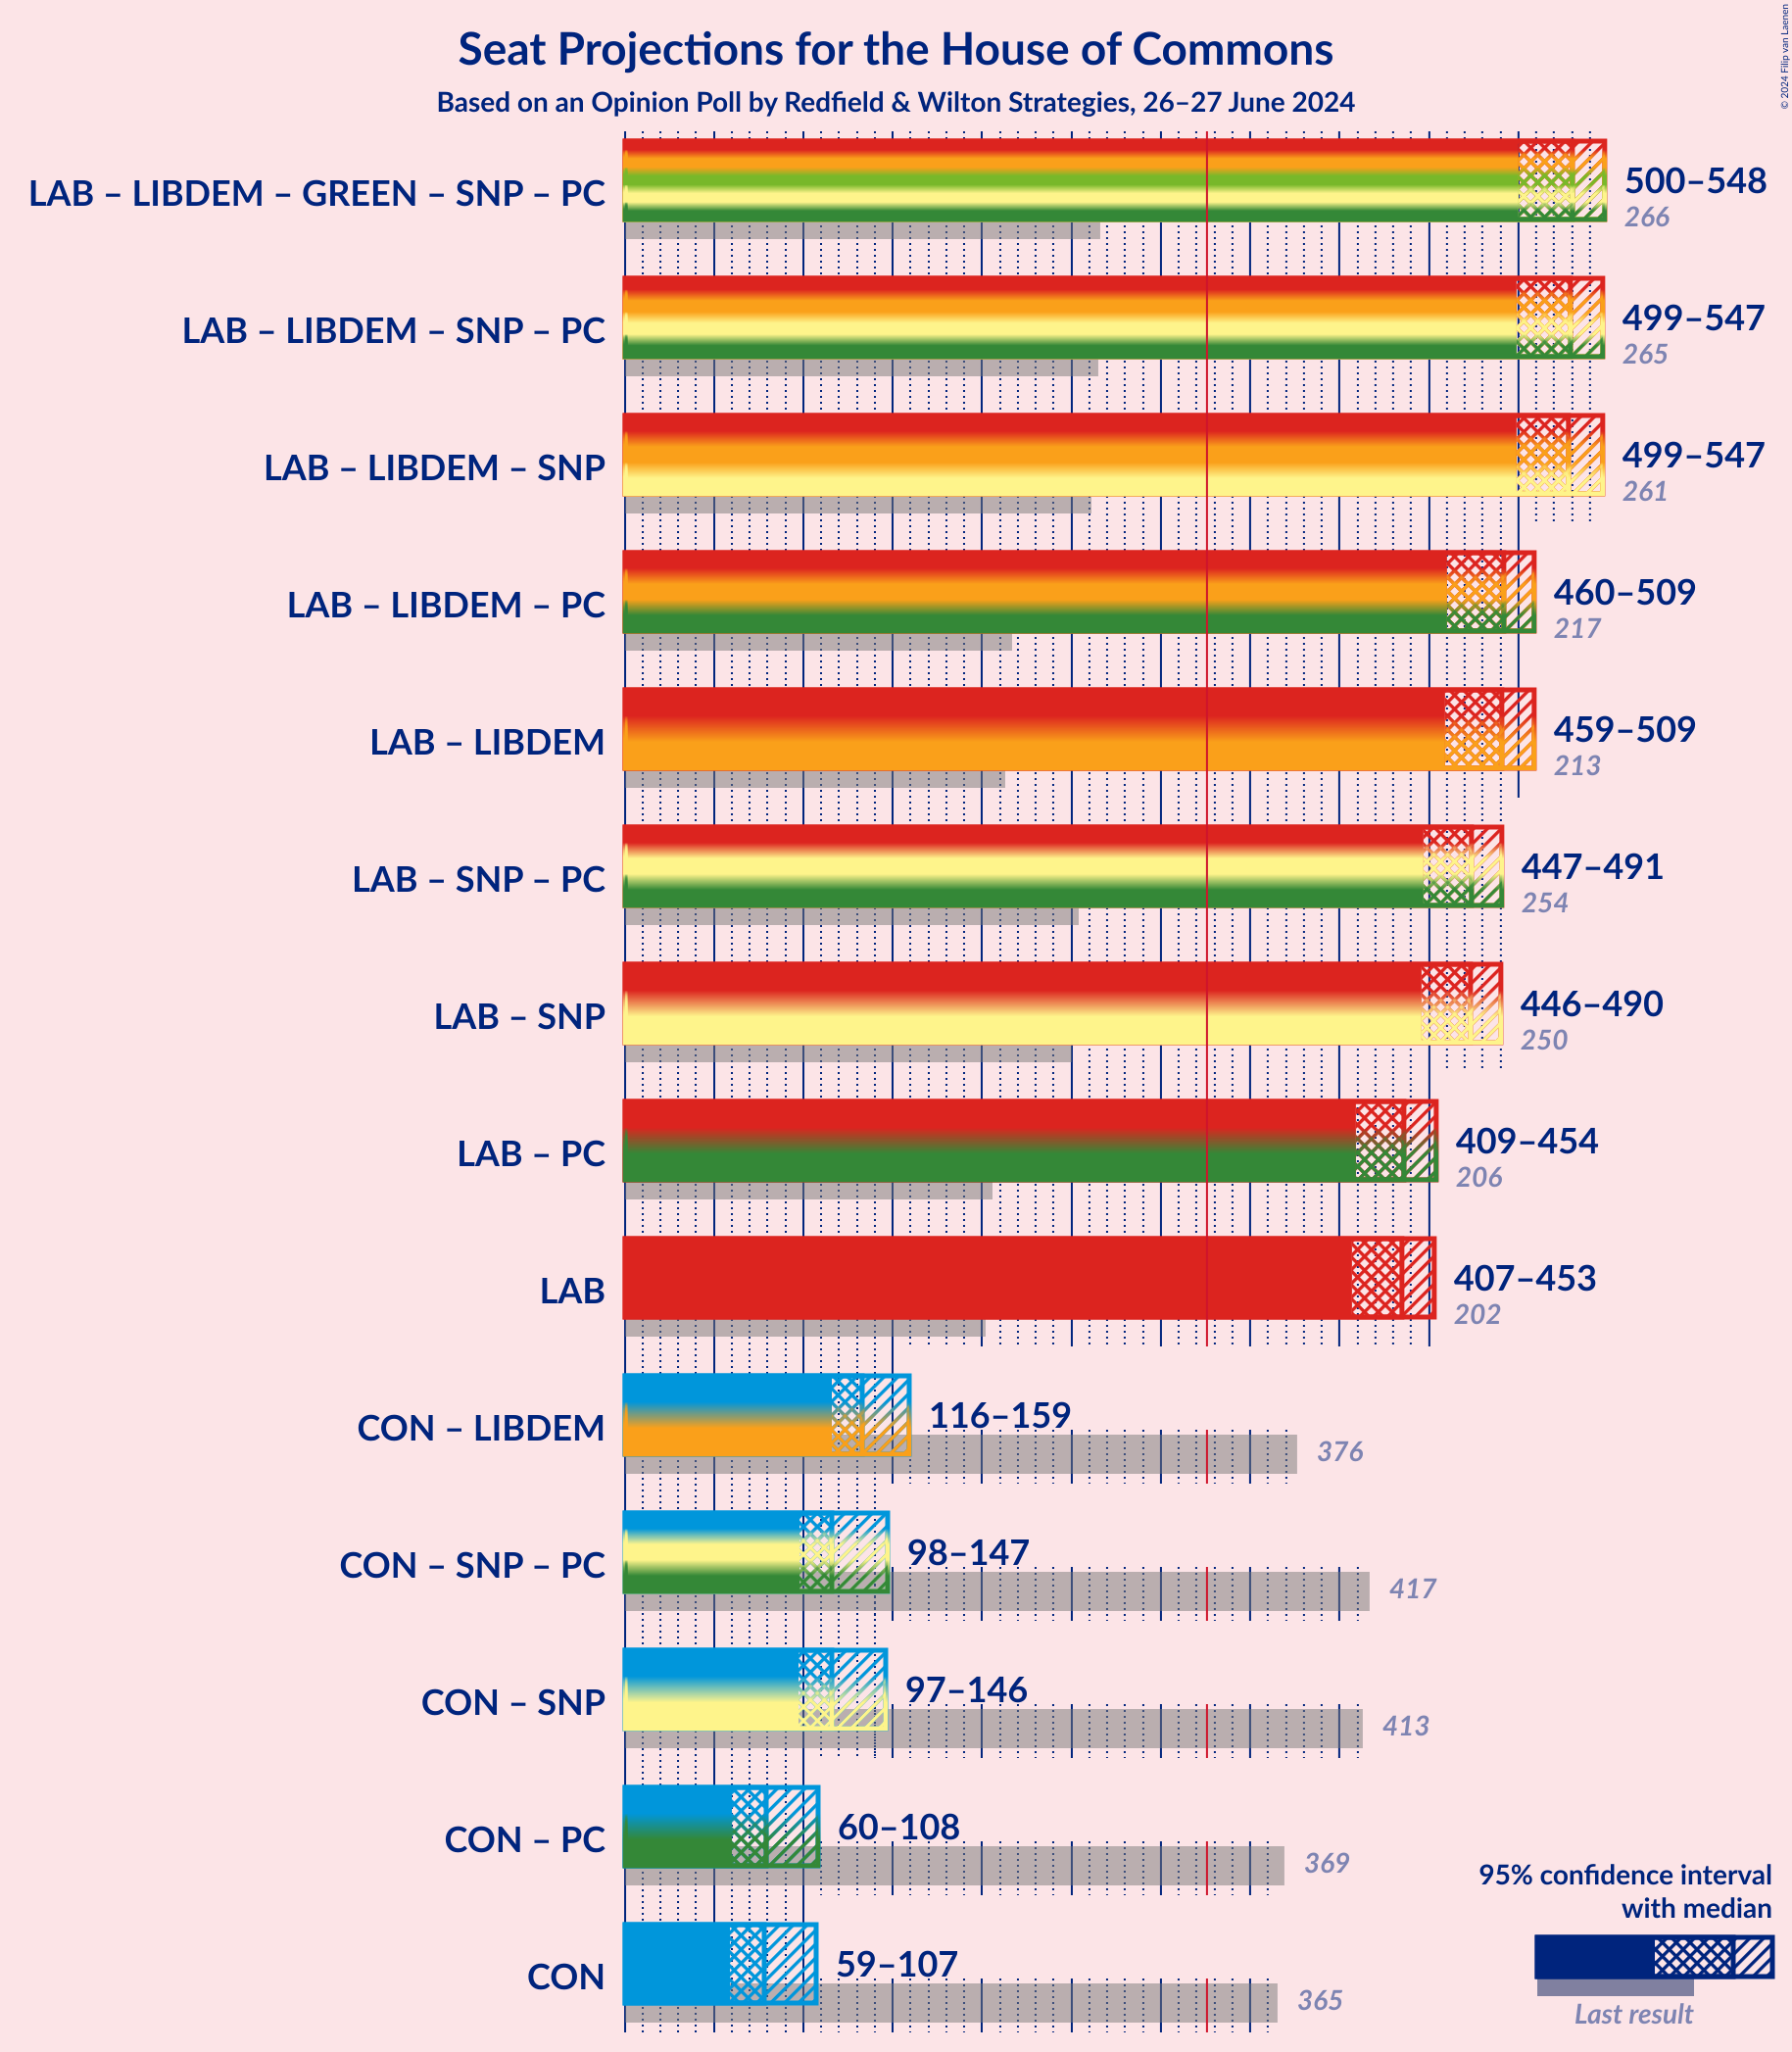 Seat Projections for the House of Commons
Based on an Opinion Poll by Redfield & Wilton Strategies, 26–27 June 2024
© 2024 Filip van Laenen
LAB – LIBDEM – GREEN – SNP – PC
500–548
266
LAB – LIBDEM – SNP – PC
499–547
265
LAB – LIBDEM – SNP
499–547
261
LAB – LIBDEM – PC
460–509
217
LAB – LIBDEM
459–509
213
LAB – SNP – PC
447–491
254
LAB – SNP
446–490
250
LAB – PC
409–454
206
LAB
407–453
202
CON – LIBDEM
116–159
376
CON – SNP – PC
98–147
417
CON – SNP
97–146
413
CON – PC
60–108
369
CON
59–107
365
95% confidence interval
with median
Last result